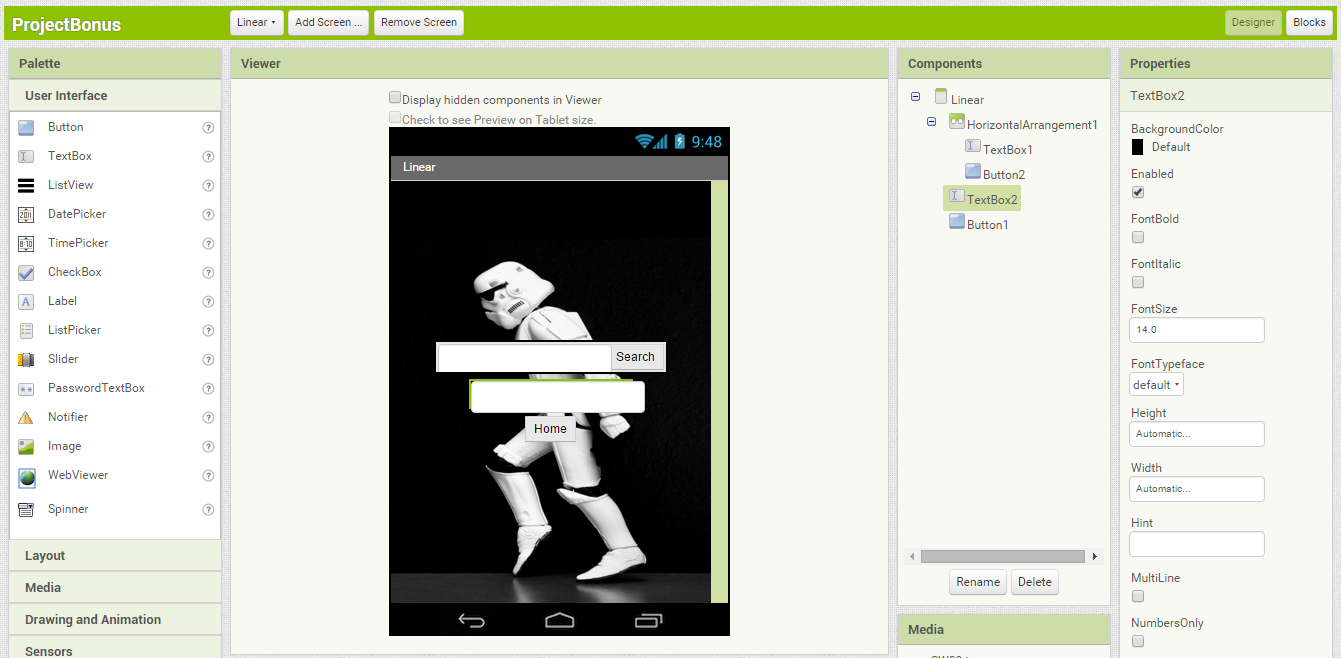 ProjectBonus
Linear
Add Screen ...
Remove Screen
Designer
Blocks
Palette
User Interface
Button
TextBox
ListView
DatePicker
TimePicker
CheckBox
Label
ListPicker
Slider
PasswordTextBox
Notifier
Image
WebViewer
Spinner
Layout
Media
Drawing and Animation
Sensors
Viewer
Display hidden components in Viewer
Check to see Preview on Tablet size.
9:48
Linear
Search
Home
Components
Linear
HorizontalArrangement1
TextBox1
Button2
TextBox2
Button1
Rename
Delete
Media
Properties
TextBox2
BackgroundColor
Default
Enabled
FontBold
FontItalic
FontSize
14.0
FontTypeface
default
Height
Automatic...
Width
Automatic...
Hint
MultiLine
NumbersOnly